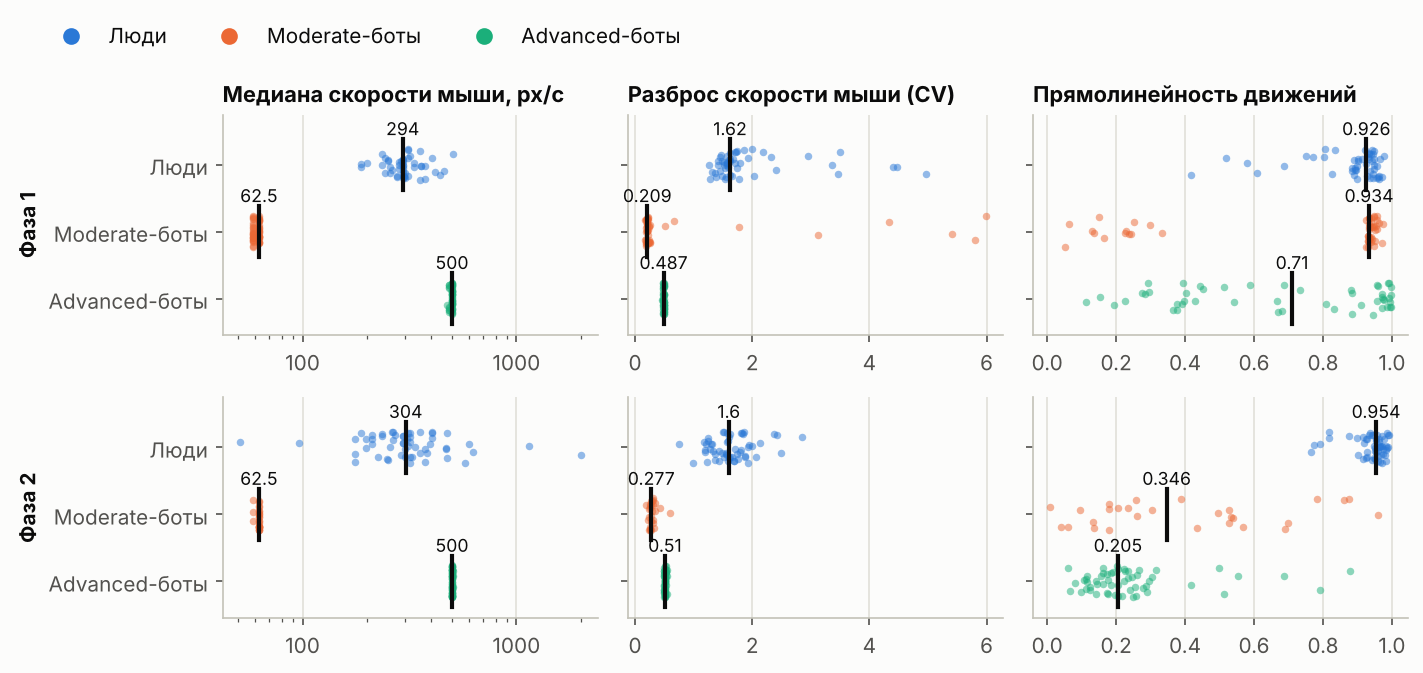 Люди Moderate-боты Advanced-боты
Медиана скорости мыши, px/с Разброс скорости мыши (CV) Прямолинейность движений
Фаза 1
Люди 294 1.62 0.926
Moderate-боты 62.5 0.209 0.934
Advanced-боты 500 0.487 0.71
100 1000 0 2 4 6 0.0 0.2 0.4 0.6 0.8 1.0
Фаза 2
Люди 304 1.6 0.954
Moderate-боты 62.5 0.277 0.346
Advanced-боты 500 0.51 0.205
100 1000 0 2 4 6 0.0 0.2 0.4 0.6 0.8 1.0